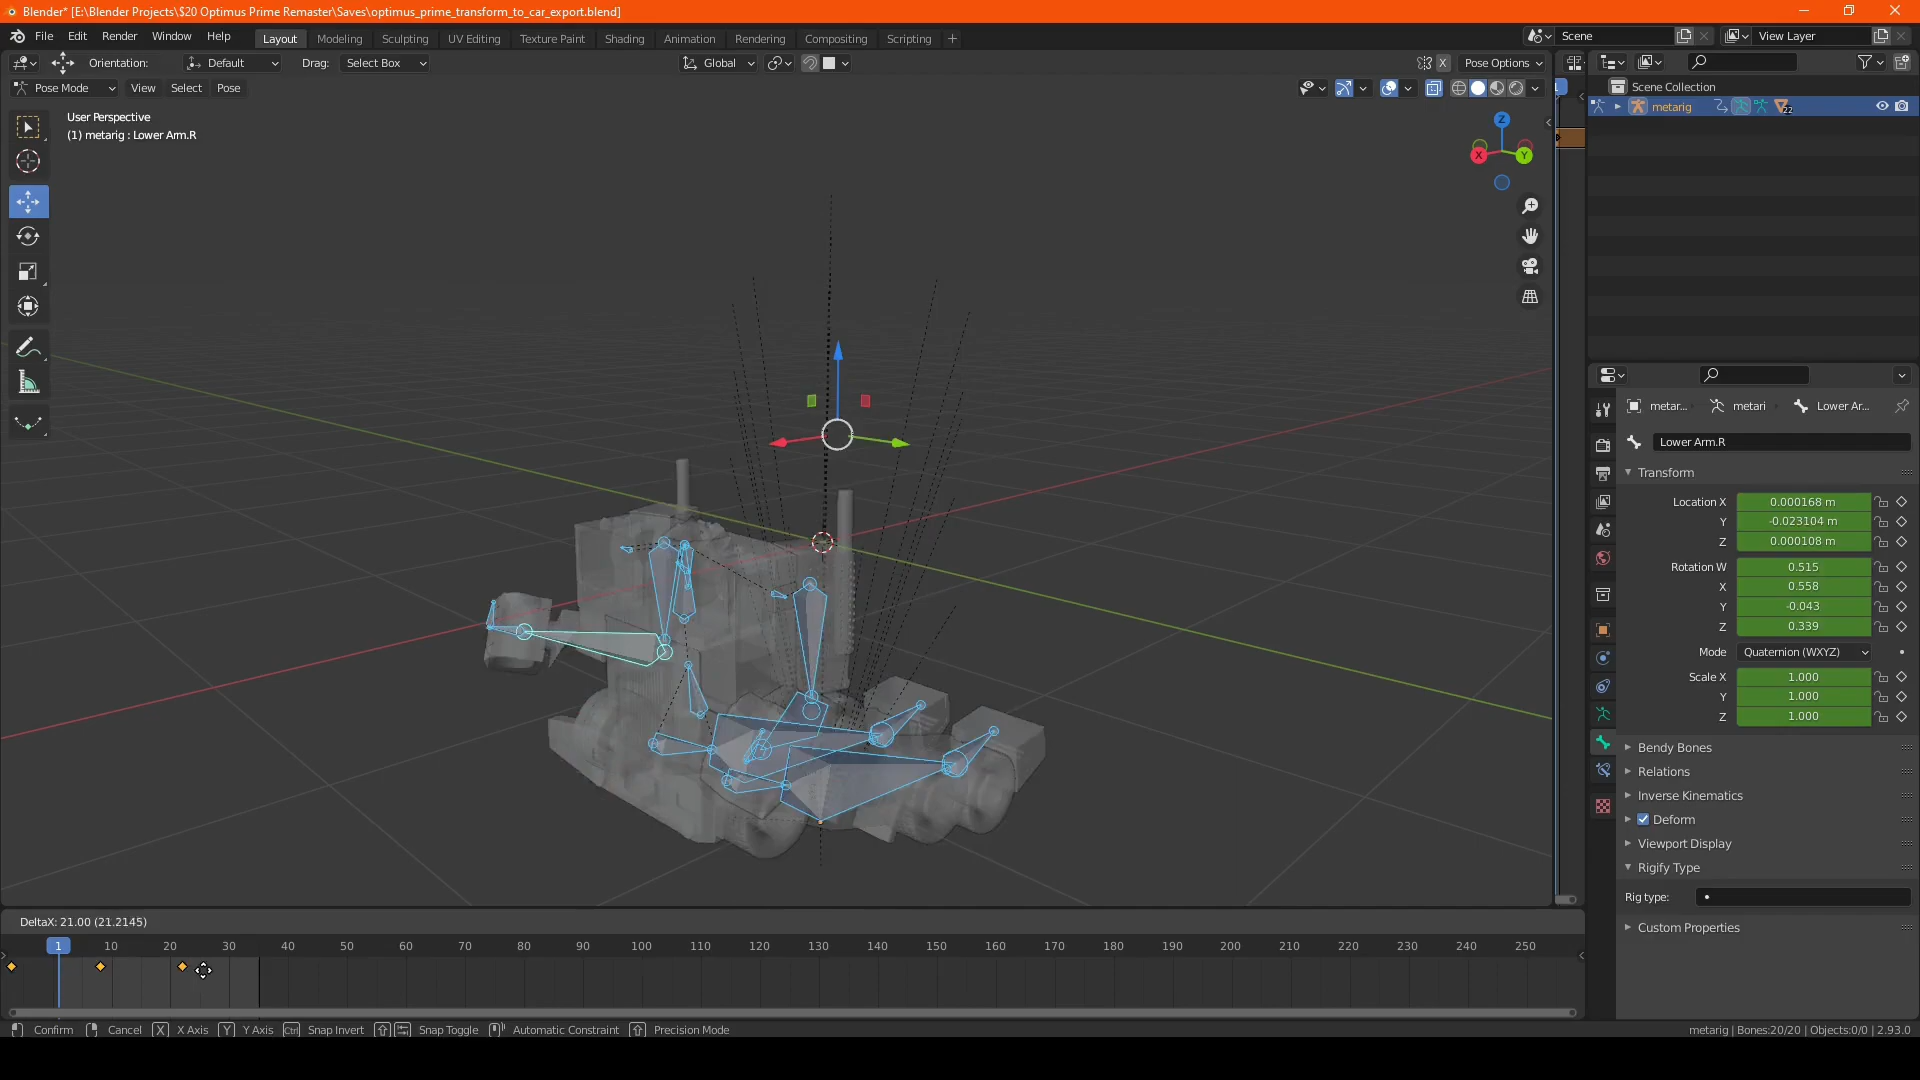 Blender* [E:\Blender Projects\$20 Optimus Prime Remaster\Saves\optimus_prime_transform_to_car_export.blend]
File Edit Render Window Help Layout Modeling Sculpting UV Editing Texture Paint Shading Animation Rendering Compositing Scripting + Scene View Layer
Orientation: Default Drag: Select Box Global X Pose Options
Pose Mode View Select Pose
Scene Collection
metarig 22
User Perspective
(1) metarig : Lower Arm.R
Z
X Y
1
metar... metari Lower Ar...
Lower Arm.R
Transform
Location X 0.000168 m
Y -0.023104 m
Z 0.000108 m
Rotation W 0.515
X 0.558
Y -0.043
Z 0.339
Mode Quaternion (WXYZ)
Scale X 1.000
Y 1.000
Z 1.000
Bendy Bones
Relations
Inverse Kinematics
Deform
Viewport Display
Rigify Type
Rig type:
Custom Properties
DeltaX: 21.00 (21.2145)
1 10 20 30 40 50 60 70 80 90 100 110 120 130 140 150 160 170 180 190 200 210 220 230 240 250
Confirm Cancel X X Axis Y Y Axis Ctrl Snap Invert Snap Toggle Automatic Constraint Precision Mode metarig | Bones:20/20 | Objects:0/0 | 2.93.0